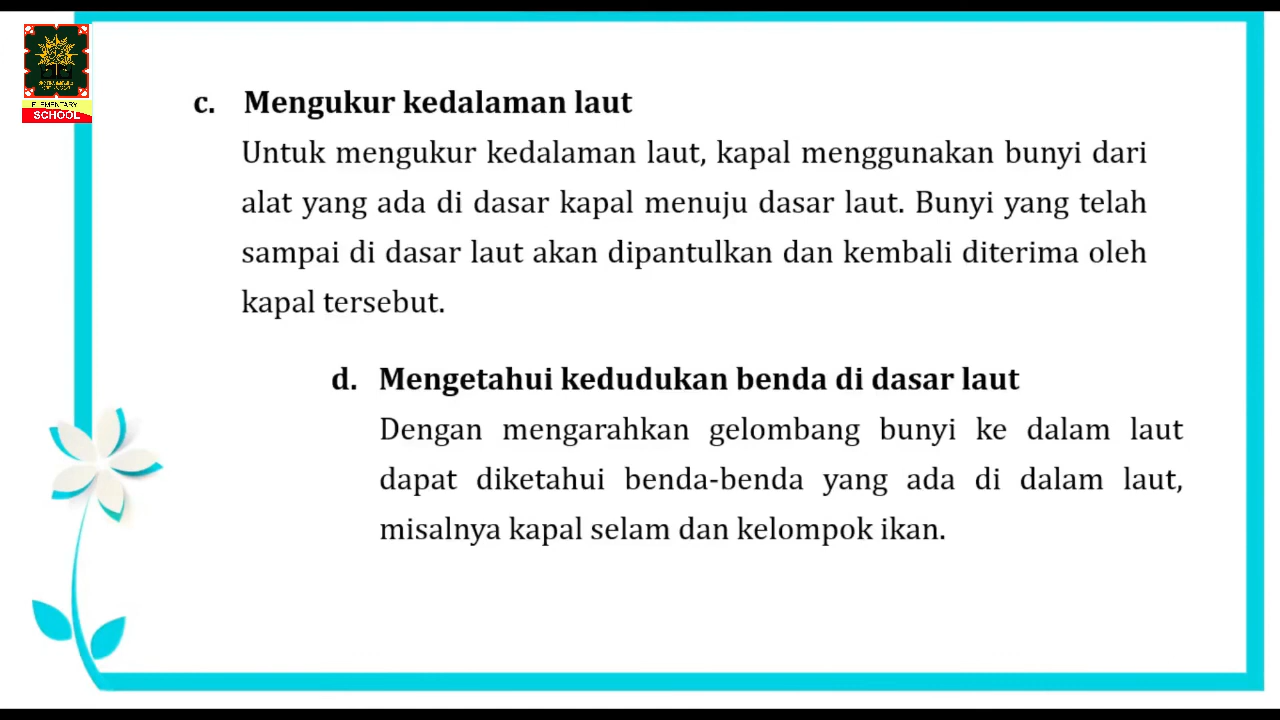 ELEMENTARY
SCHOOL
c. Mengukur kedalaman laut
Untuk mengukur kedalaman laut, kapal menggunakan bunyi dari
alat yang ada di dasar kapal menuju dasar laut. Bunyi yang telah
sampai di dasar laut akan dipantulkan dan kembali diterima oleh
kapal tersebut.
d. Mengetahui kedudukan benda di dasar laut
Dengan mengarahkan gelombang bunyi ke dalam laut
dapat diketahui benda-benda yang ada di dalam laut,
misalnya kapal selam dan kelompok ikan.